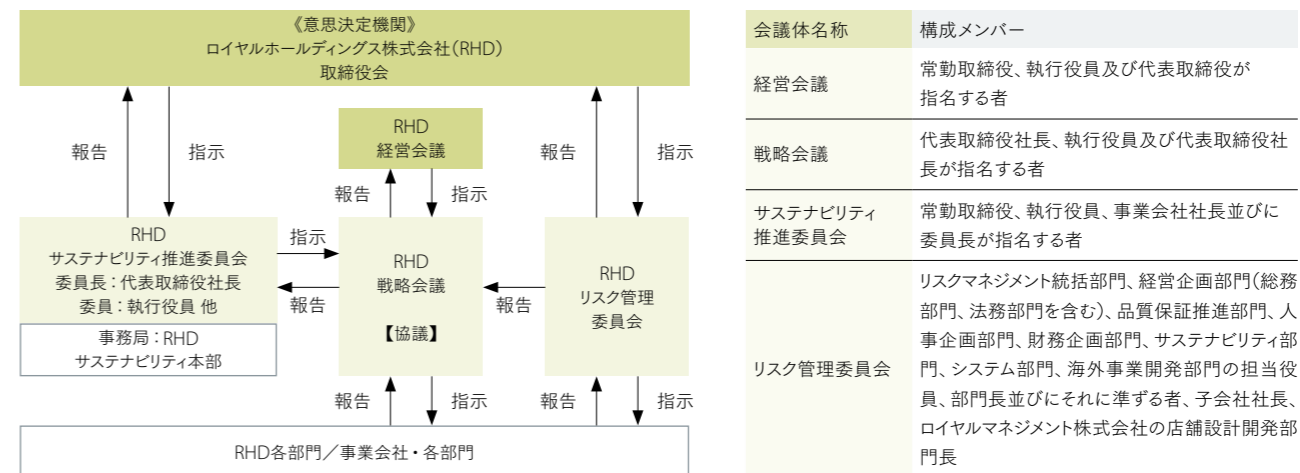 《意思決定機関》
ロイヤルホールディングス株式会社(RHD)
取締役会
報告
指示
RHD
経営会議
報告
指示
報告
指示
RHD
サステナビリティ推進委員会
委員長：代表取締役社長
委員：執行役員 他
事務局：RHD
サステナビリティ本部
指示
報告
RHD
戦略会議
【協議】
報告
RHD
リスク管理
委員会
報告
指示
報告
指示
RHD各部門／事業会社・各部門
会議体名称
構成メンバー
経営会議
常勤取締役、執行役員及び代表取締役が
指名する者
戦略会議
代表取締役社長、執行役員及び代表取締役社
長が指名する者
サステナビリティ
推進委員会
常勤取締役、執行役員、事業会社社長並びに
委員長が指名する者
リスク管理委員会
リスクマネジメント統括部門、経営企画部門(総務
部門、法務部門を含む)、品質保証推進部門、人
事企画部門、財務企画部門、サステナビリティ部
門、システム部門、海外事業開発部門の担当役
員、部門長並びにそれに準ずる者、子会社社長、
ロイヤルマネジメント株式会社の店舗設計開発部
門長